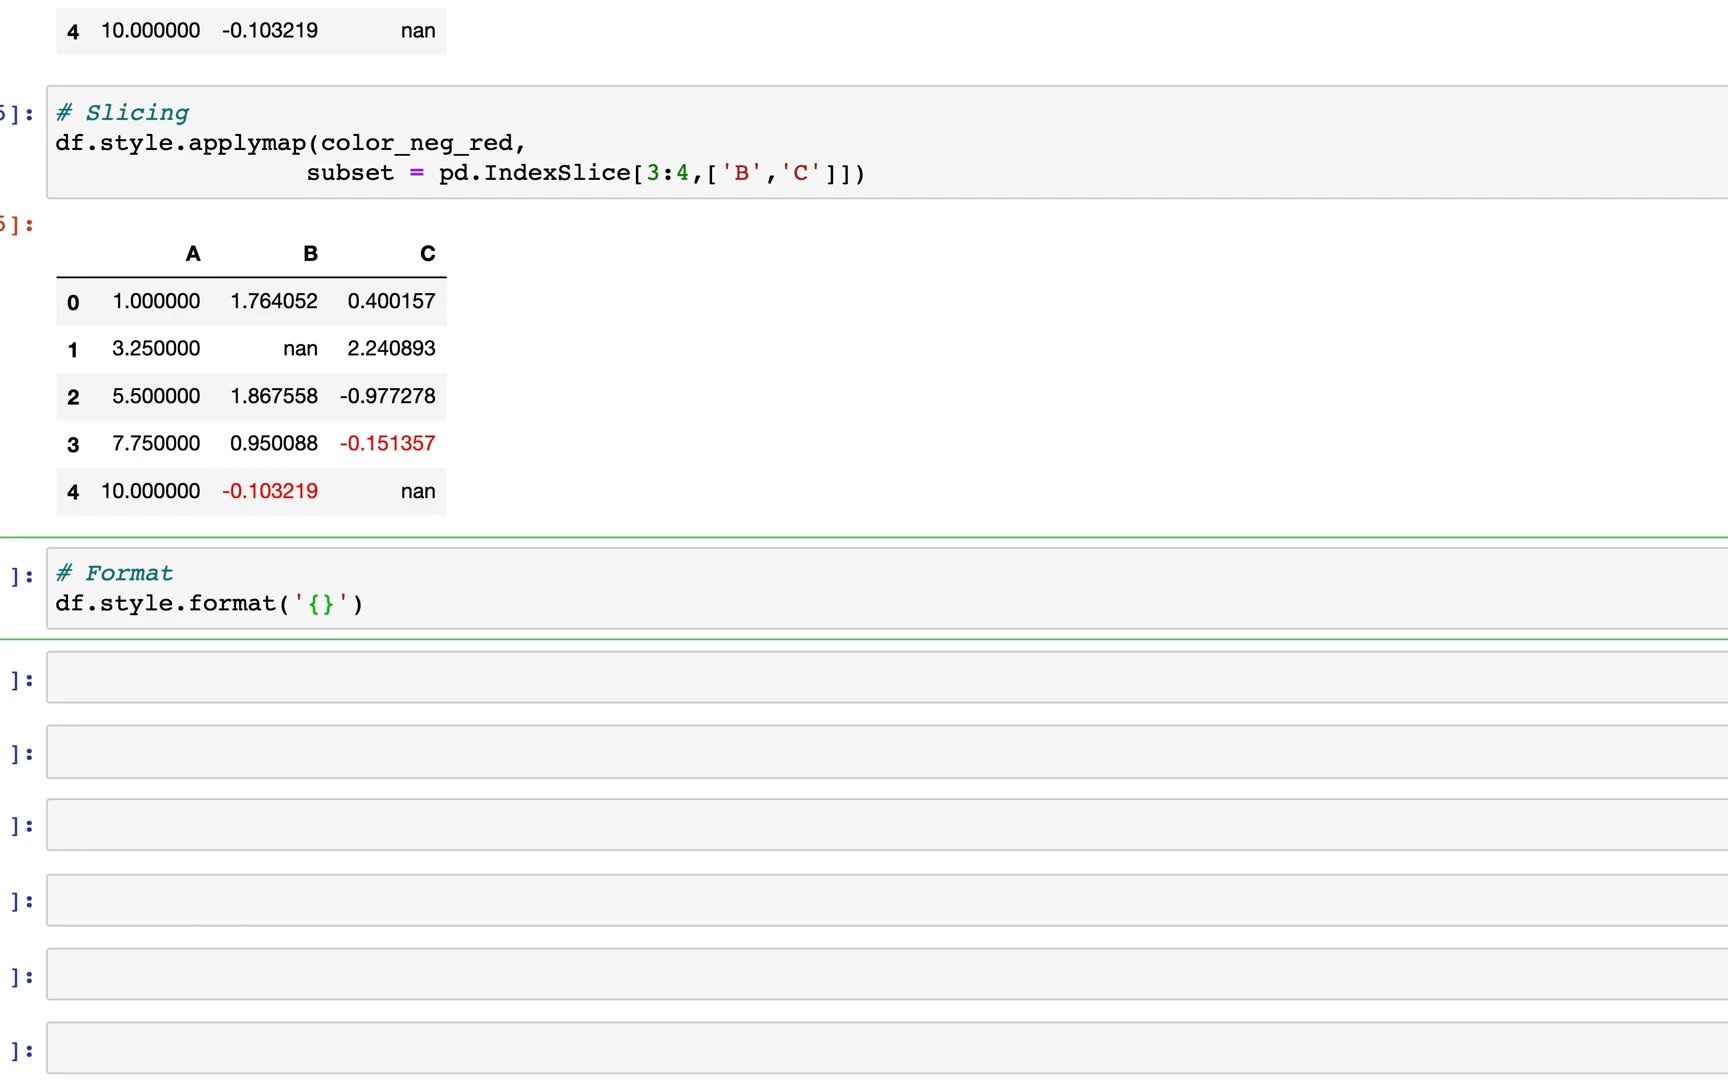 4 10.000000 -0.103219 nan
5]: # Slicing
df.style.applymap(color_neg_red,
subset = pd.IndexSlice[3:4,['B','C']])
5]:
A B C
0 1.000000 1.764052 0.400157
1 3.250000 nan 2.240893
2 5.500000 1.867558 -0.977278
3 7.750000 0.950088 -0.151357
4 10.000000 -0.103219 nan
]: # Format
df.style.format('{}')
]:
]:
]:
]:
]:
]: